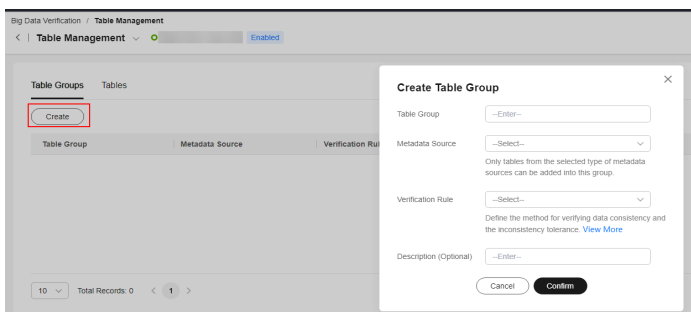 Big Data Verification / Table Management
Table Management Enabled
Table Groups Tables
Create
Table Group Metadata Source Verification Rul
10 Total Records: 0 < 1 >
Create Table Group
Table Group --Enter--
Metadata Source --Select--
Only tables from the selected type of metadata
sources can be added into this group.
Verification Rule --Select--
Define the method for verifying data consistency and
the inconsistency tolerance. View More
Description (Optional) --Enter--
Cancel Confirm